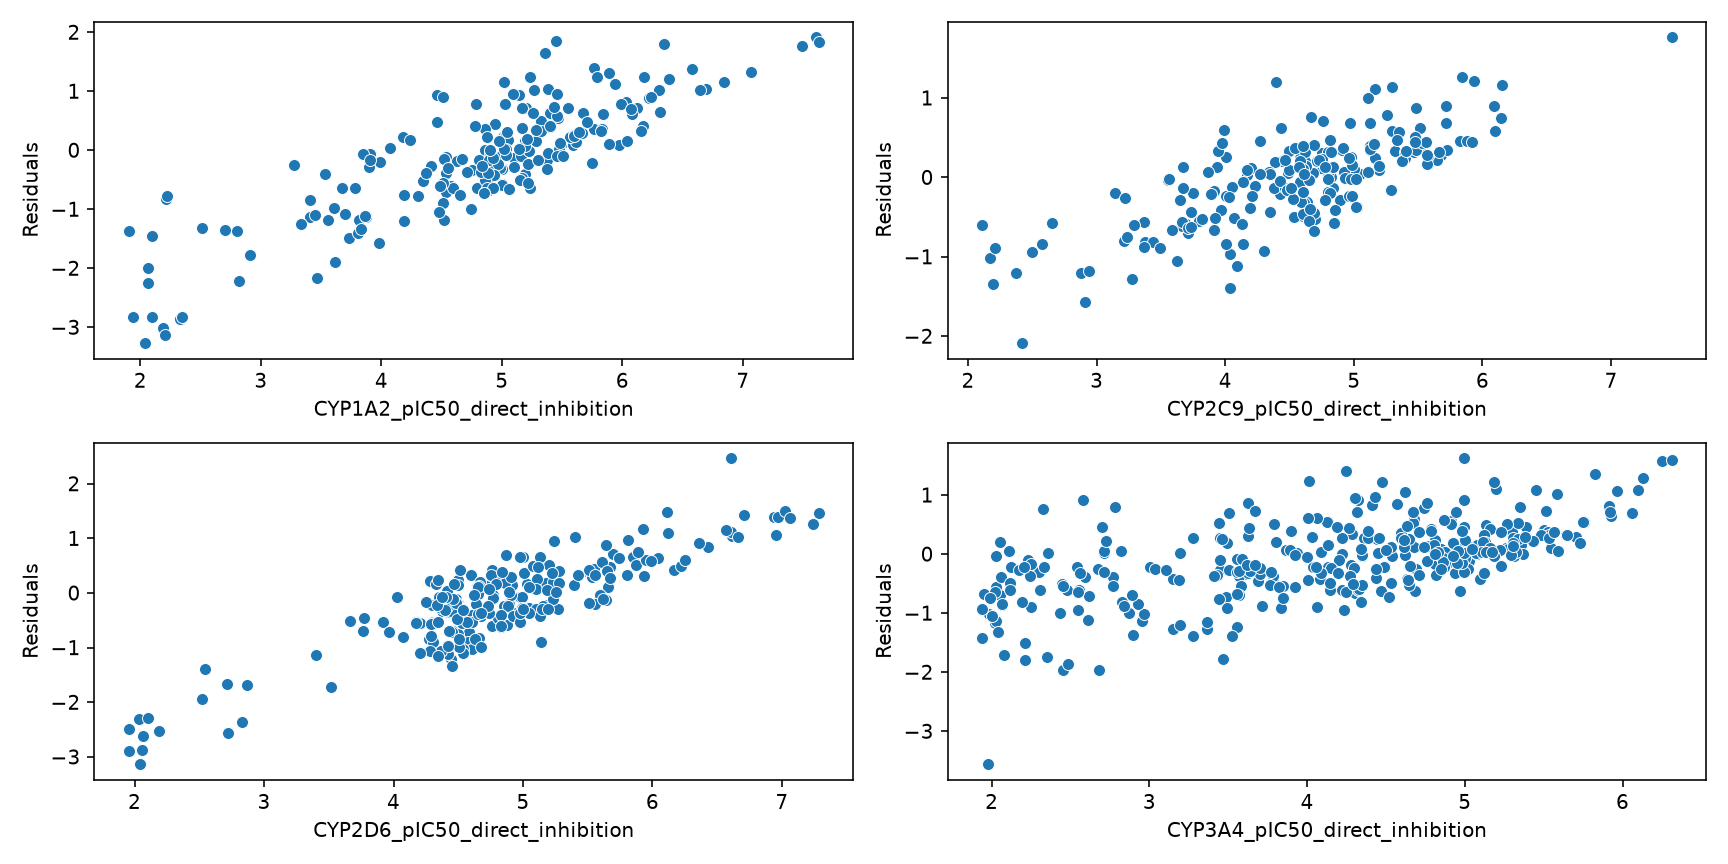 Residuals
2
1
0
−1
−2
−3
2 3 4 5 6 7
CYP1A2_pIC50_direct_inhibition
Residuals
1
0
−1
−2
2 3 4 5 6 7
CYP2C9_pIC50_direct_inhibition
Residuals
2
1
0
−1
−2
−3
2 3 4 5 6 7
CYP2D6_pIC50_direct_inhibition
Residuals
1
0
−1
−2
−3
2 3 4 5 6
CYP3A4_pIC50_direct_inhibition